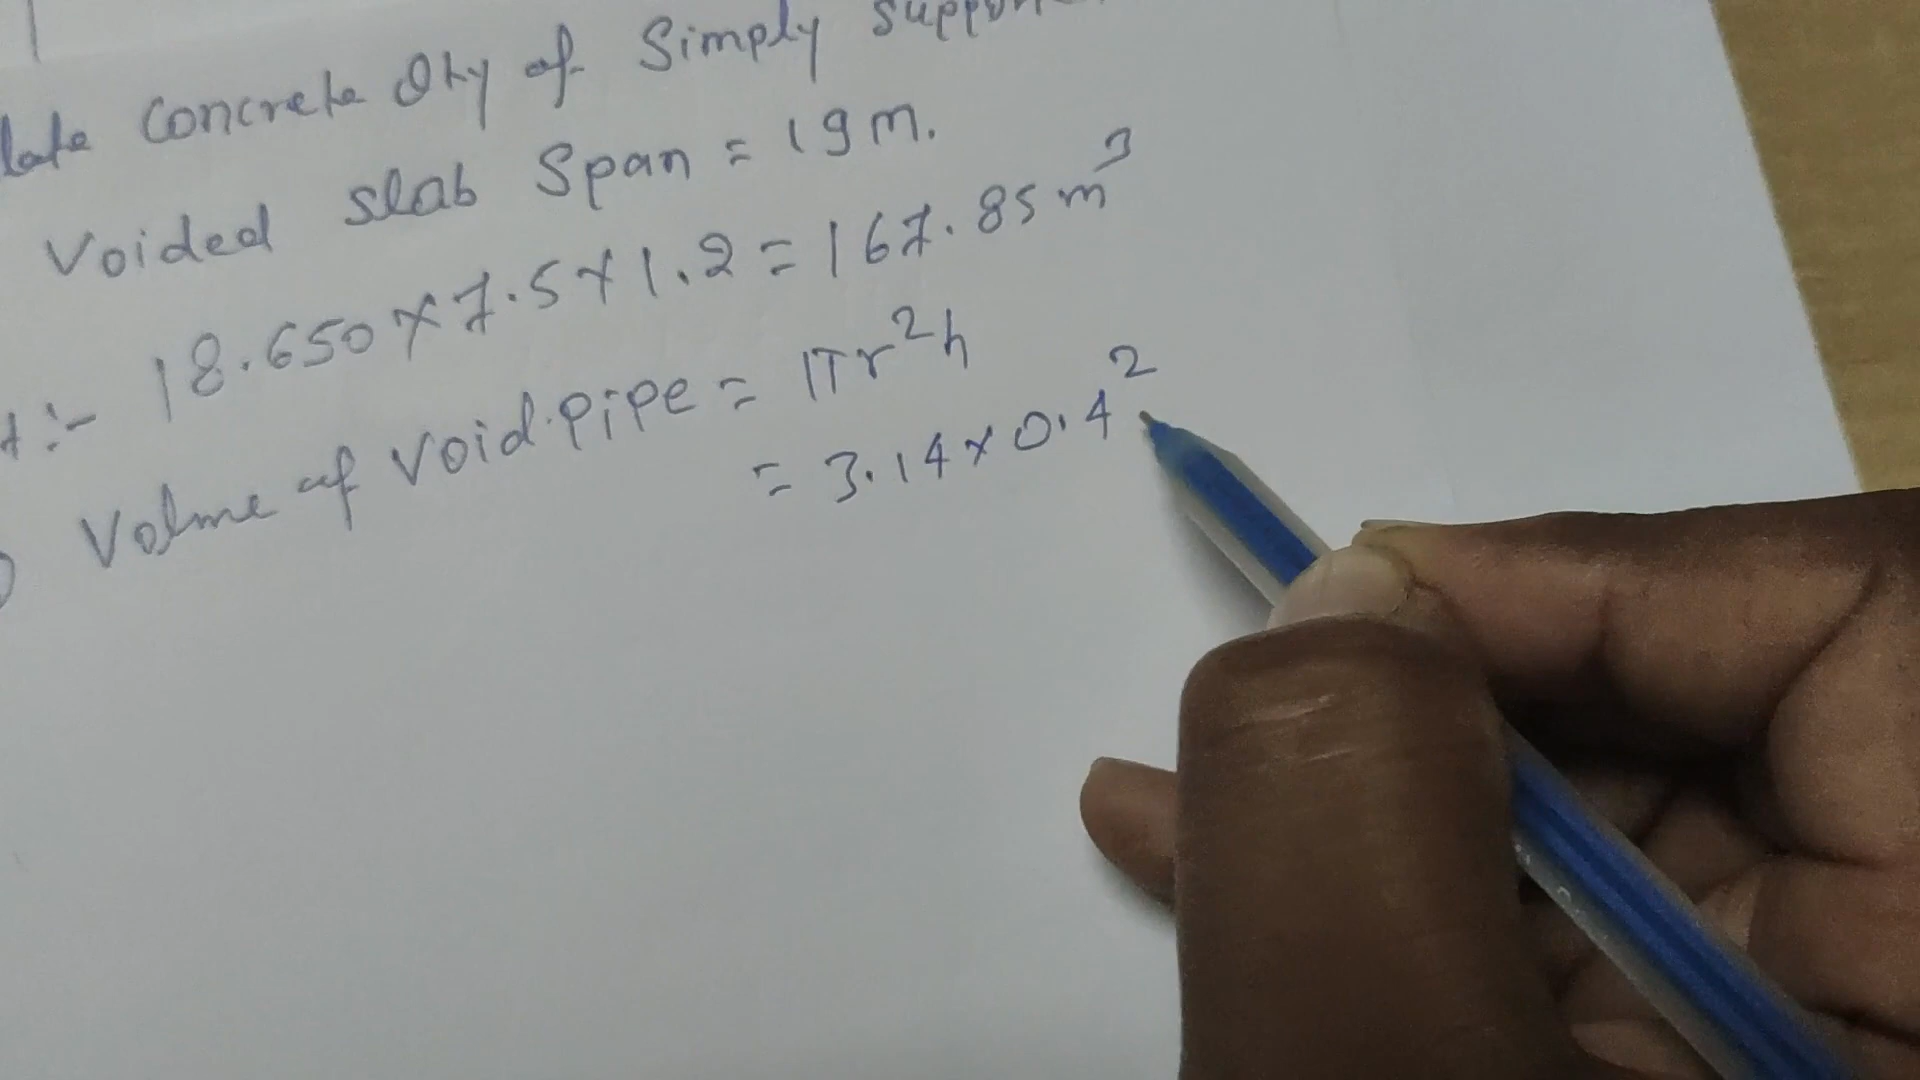 late Concrete Qty of Simply suppor
Voided slab Span = 19m.
18.650 x 7.5 x 1.2 = 167.85 m³
t :-
Volme of void.pipe = πr²h
= 3.14 x 0.4²